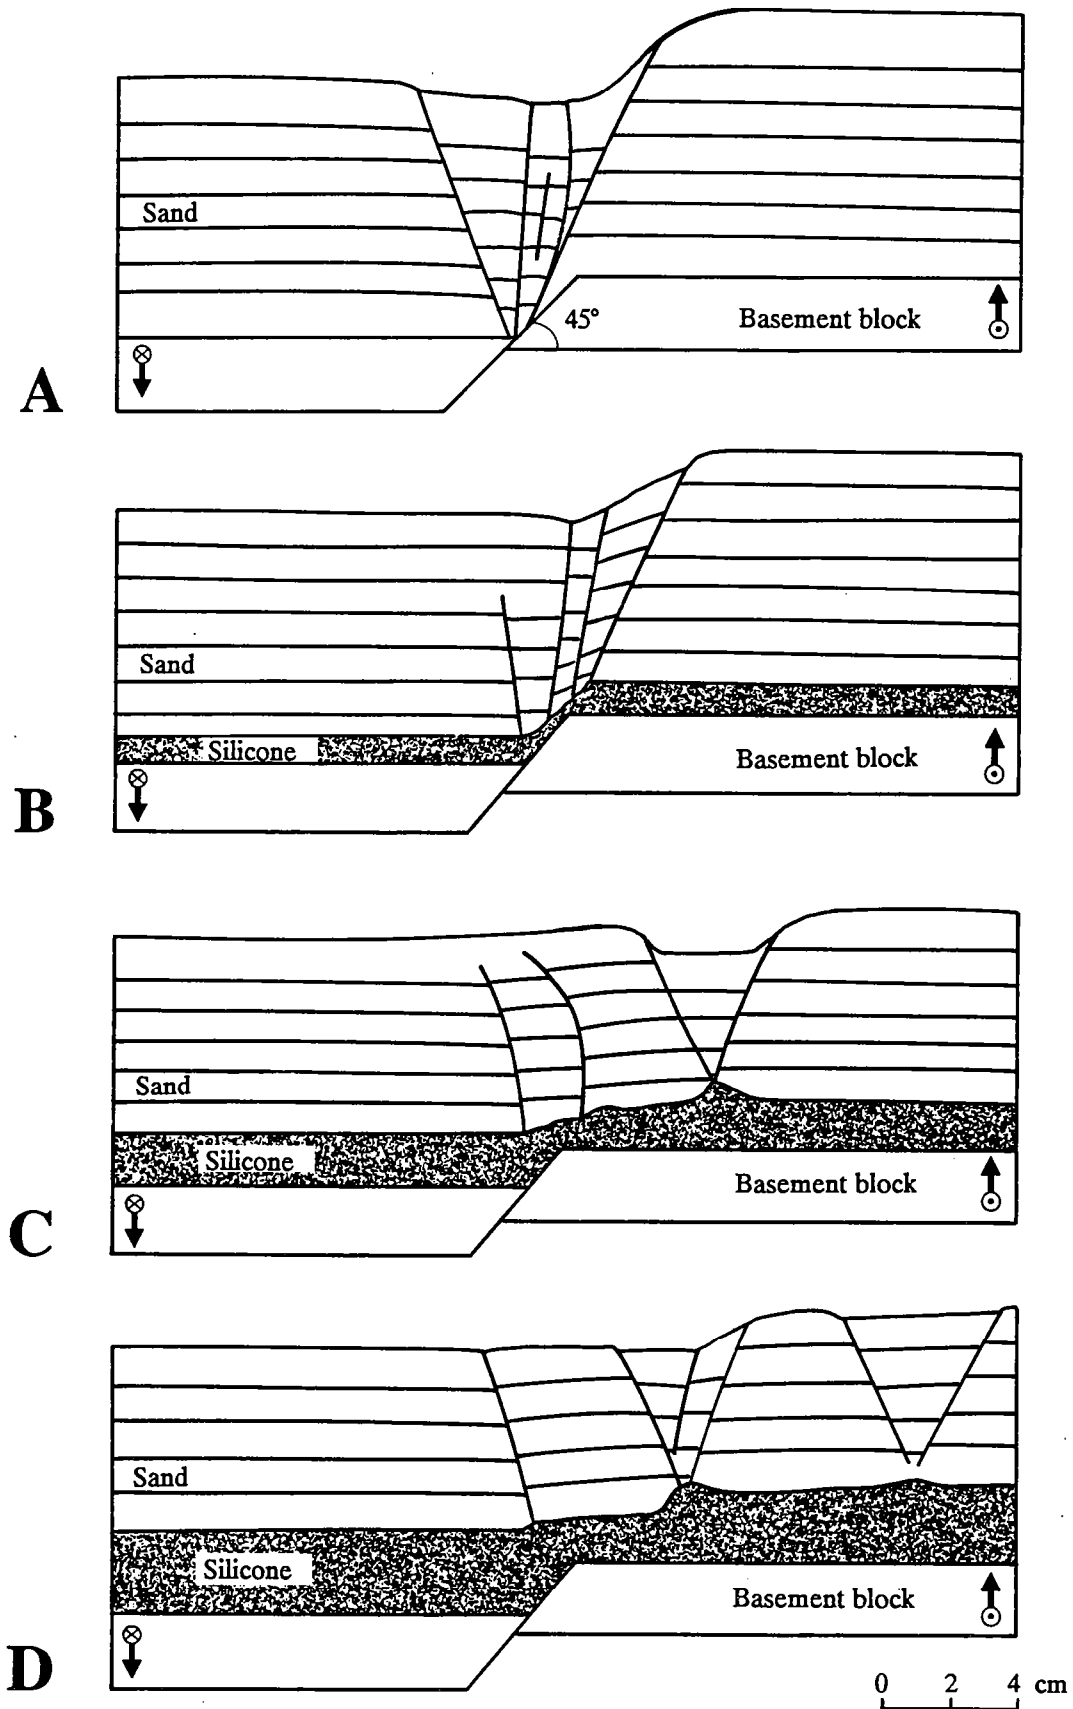 Sand
45°
Basement block
A
Sand
Silicone
Basement block
B
Sand
Silicone
Basement block
C
Sand
Silicone
Basement block
D
0 2 4 cm